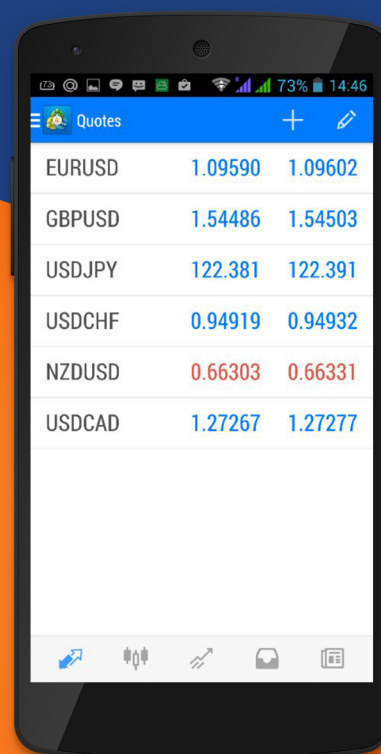 73 73% 14:46
Quotes
EURUSD 1.09590 1.09602
GBPUSD 1.54486 1.54503
USDJPY 122.381 122.391
USDCHF 0.94919 0.94932
NZDUSD 0.66303 0.66331
USDCAD 1.27267 1.27277